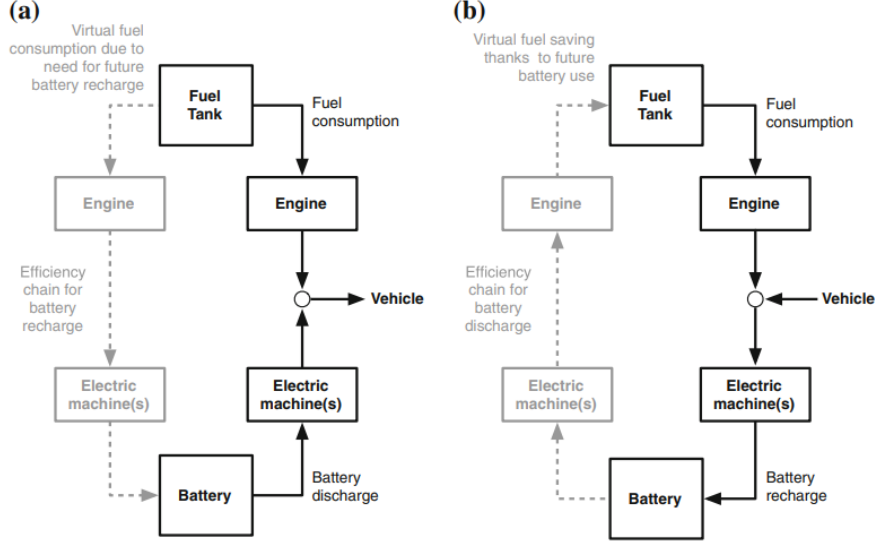 (a)
Virtual fuel
consumption due to
need for future
battery recharge
Fuel
Tank
Fuel
consumption
Engine
Engine
Efficiency
chain for
battery
recharge
Vehicle
Electric
machine(s)
Electric
machine(s)
Battery
Battery
discharge
(b)
Virtual fuel saving
thanks to future
battery use
Fuel
Tank
Fuel
consumption
Engine
Engine
Efficiency
chain for
battery
discharge
Vehicle
Electric
machine(s)
Electric
machine(s)
Battery
Battery
recharge